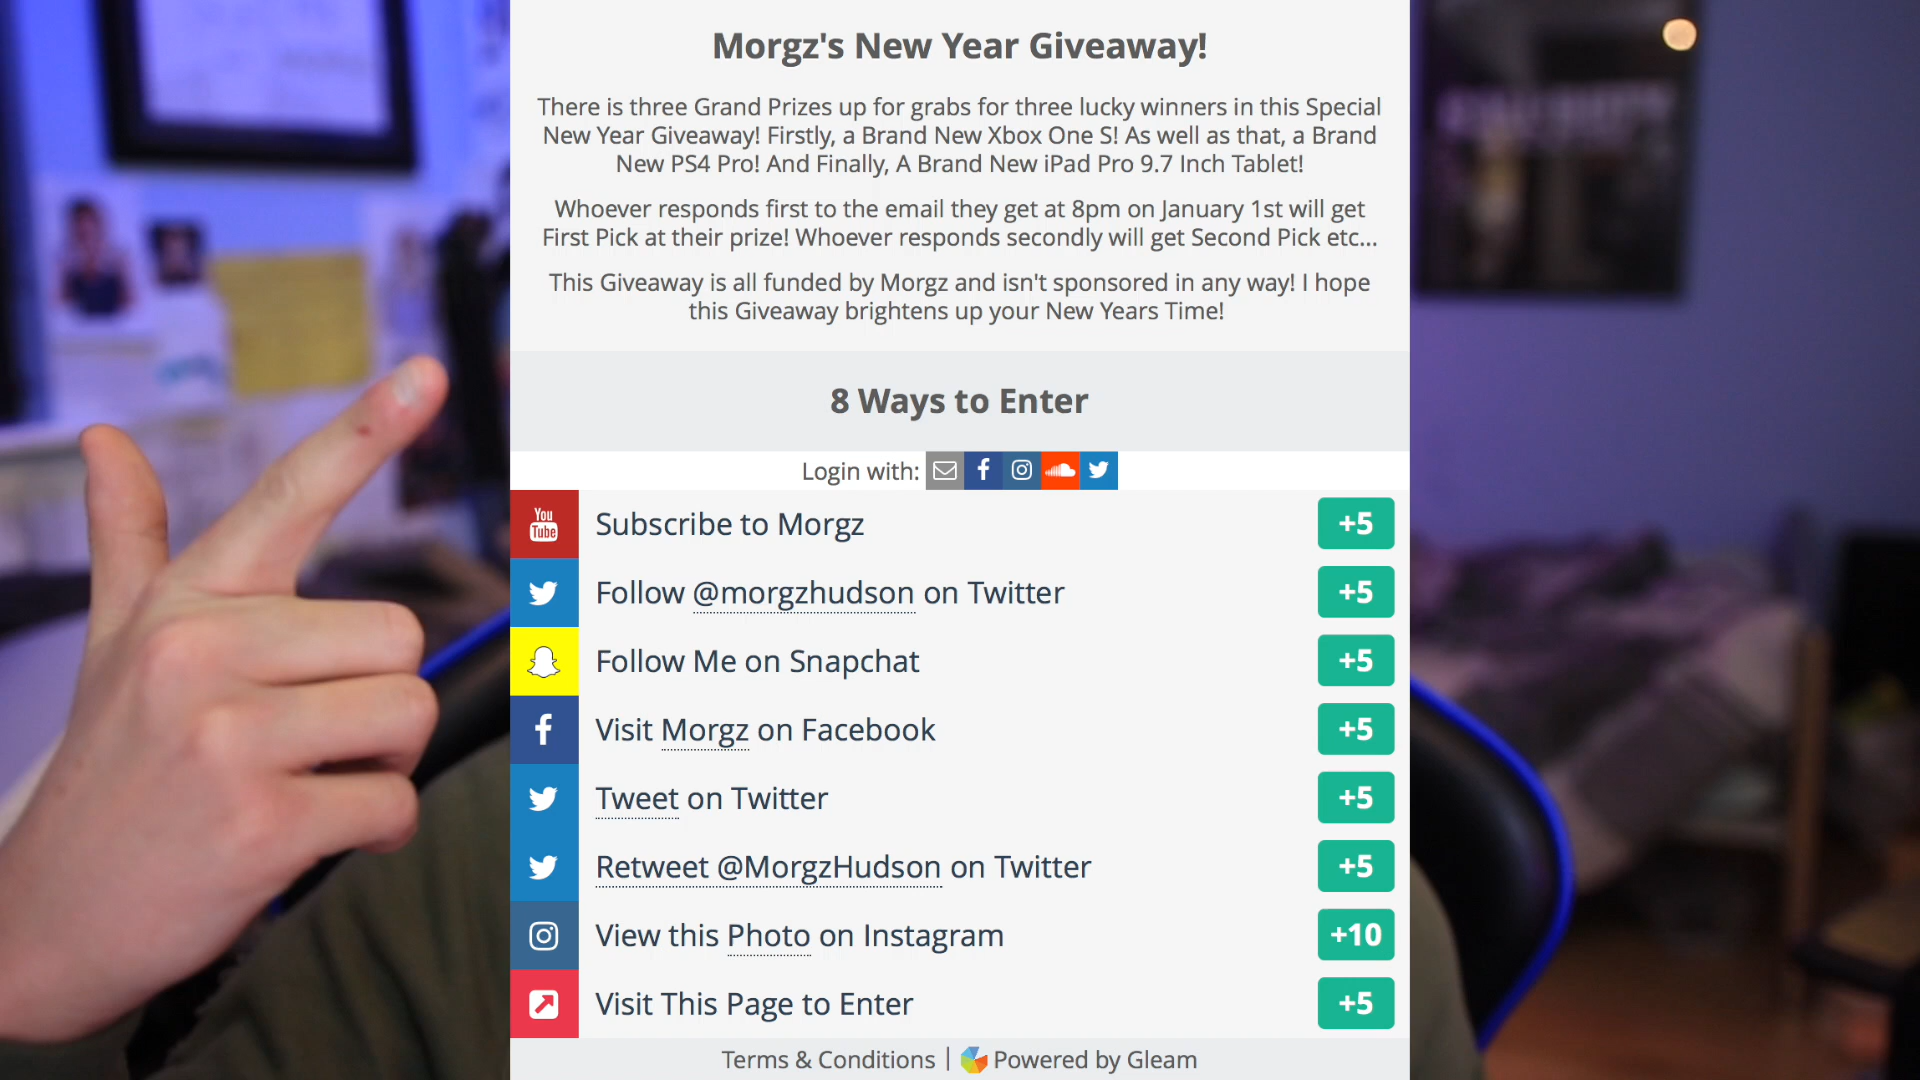 Morgz's New Year Giveaway!
There is three Grand Prizes up for grabs for three lucky winners in this Special
New Year Giveaway! Firstly, a Brand New Xbox One S! As well as that, a Brand
New PS4 Pro! And Finally, A Brand New iPad Pro 9.7 Inch Tablet!
Whoever responds first to the email they get at 8pm on January 1st will get
First Pick at their prize! Whoever responds secondly will get Second Pick etc...
This Giveaway is all funded by Morgz and isn't sponsored in any way! I hope
this Giveaway brightens up your New Years Time!
8 Ways to Enter
Login with:
You Tube Subscribe to Morgz +5
Follow @morgzhudson on Twitter +5
Follow Me on Snapchat +5
Visit Morgz on Facebook +5
Tweet on Twitter +5
Retweet @MorgzHudson on Twitter +5
View this Photo on Instagram +10
Visit This Page to Enter +5
Terms & Conditions | Powered by Gleam